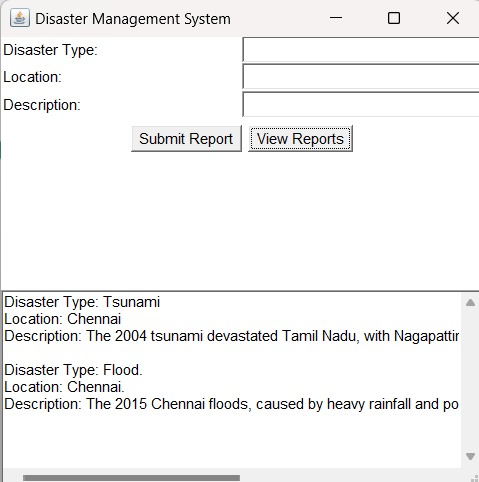 Disaster Management System
Disaster Type:
Location:
Description:
Submit Report View Reports
Disaster Type: Tsunami
Location: Chennai
Description: The 2004 tsunami devastated Tamil Nadu, with
Disaster Type: Flood.
Location: Chennai.
Description: The 2015 Chennai floods, caused by heavy rainfall and